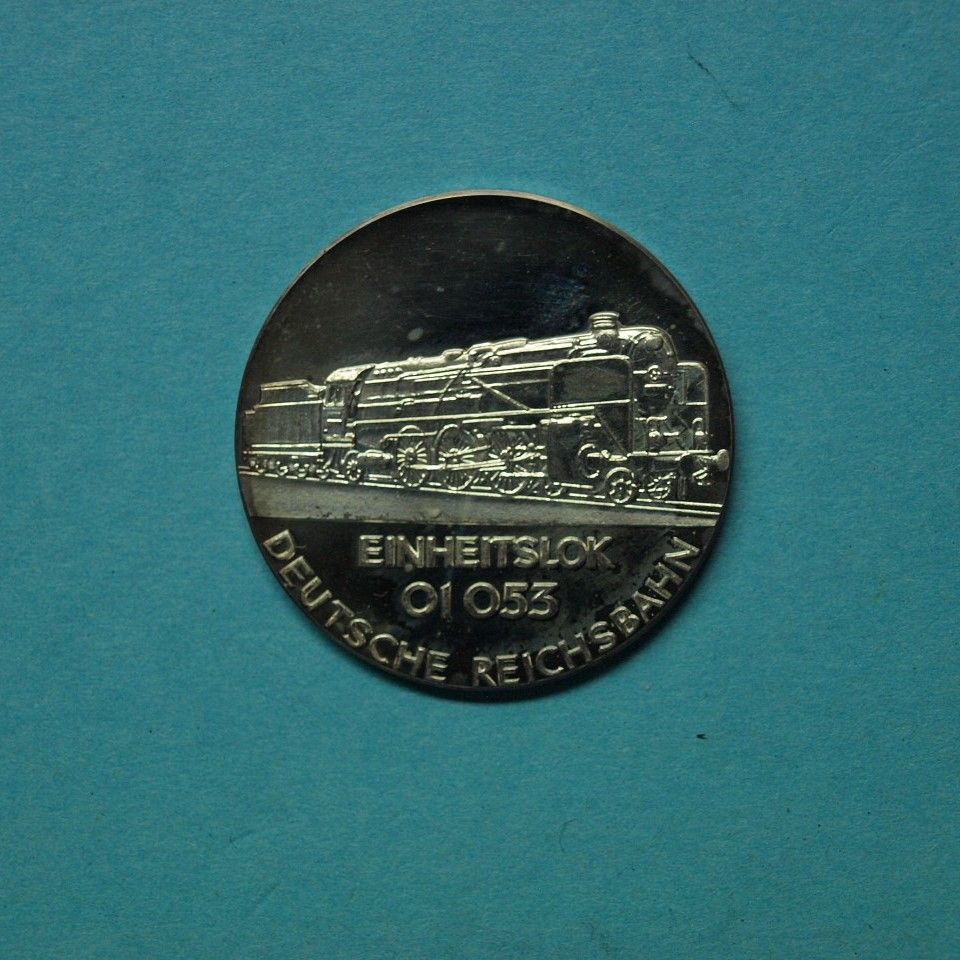 EINHEITSLOK
01 053
DEUTSCHE REICHSBAHN